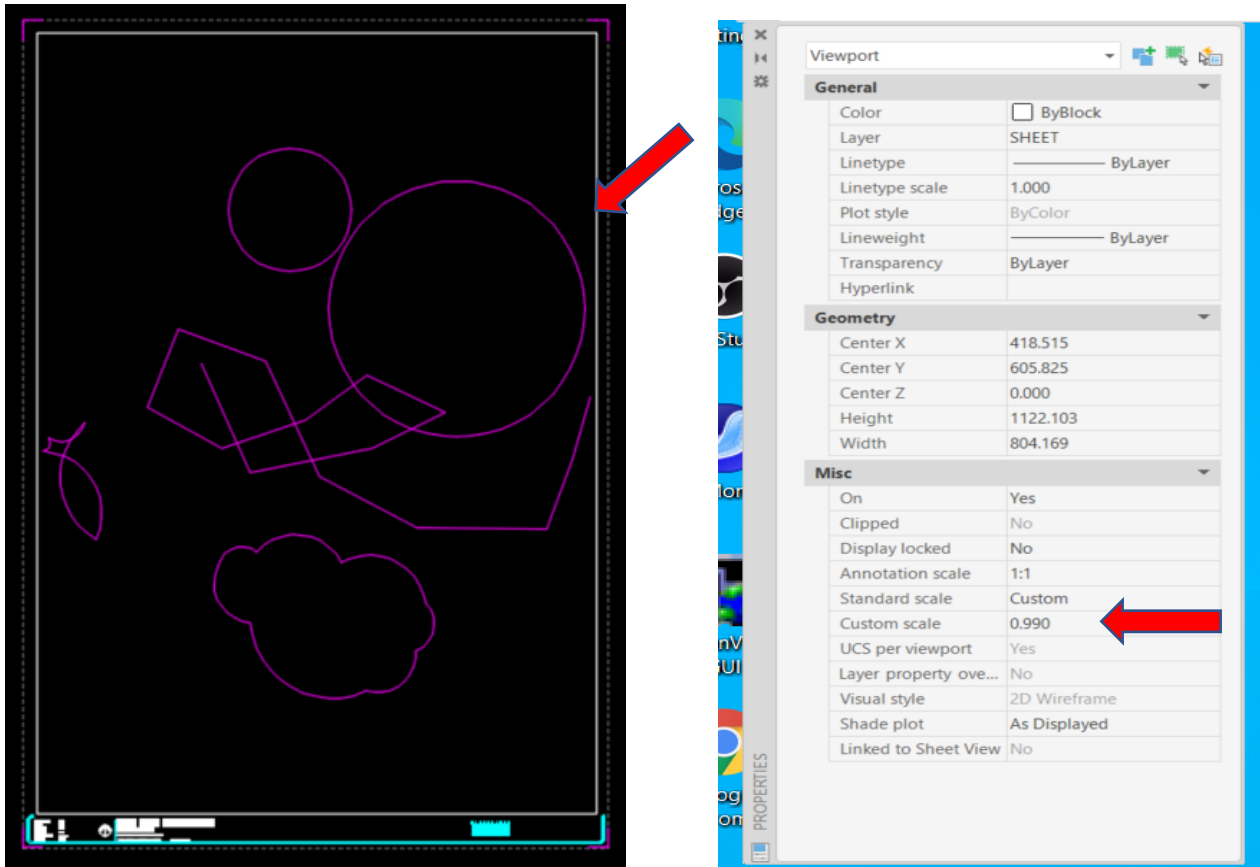 Viewport
General
Color ByBlock
Layer SHEET
Linetype ByLayer
Linetype scale 1.000
Plot style ByColor
Lineweight ByLayer
Transparency ByLayer
Hyperlink
Geometry
Center X 418.515
Center Y 605.825
Center Z 0.000
Height 1122.103
Width 804.169
Misc
On Yes
Clipped No
Display locked No
Annotation scale 1:1
Standard scale Custom
Custom scale 0.990
UCS per viewport Yes
Layer property ove... No
Visual style 2D Wireframe
Shade plot As Displayed
Linked to Sheet View No
PROPERTIES